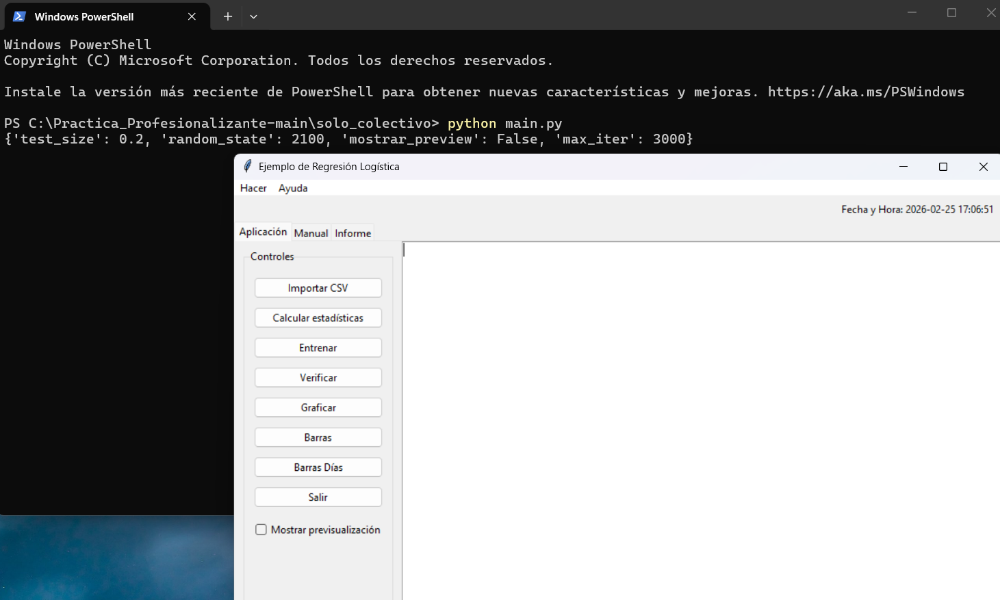 Windows PowerShell
Windows PowerShell
Copyright (C) Microsoft Corporation. Todos los derechos reservados.
Instale la versión más reciente de PowerShell para obtener nuevas características y mejoras. https://aka.ms/PSWindows
PS C:\Practica_Profesionalizante-main\solo_colectivo> python main.py
{'test_size': 0.2, 'random_state': 2100, 'mostrar_preview': False, 'max_iter': 3000}
Ejemplo de Regresión Logística
Hacer Ayuda
Fecha y Hora: 2026-02-25 17:06:51
Aplicación Manual Informe
Controles
Importar CSV
Calcular estadísticas
Entrenar
Verificar
Graficar
Barras
Barras Días
Salir
Mostrar previsualización